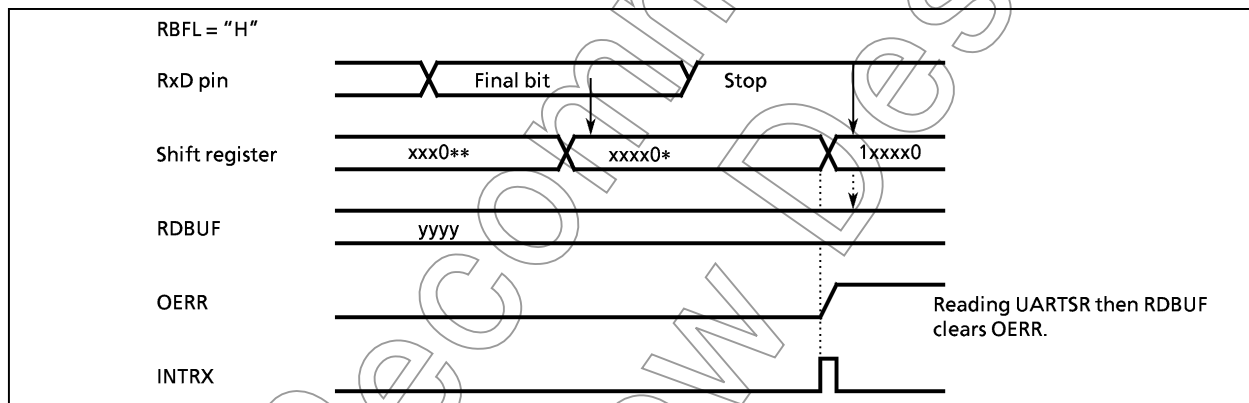 RBFL = “H”
RxD pin
Final bit
Stop
Shift register
xxx0**
xxxx0*
1xxxx0
RDBUF
yyyy
OERR
Reading UARTSR then RDBUF
clears OERR.
INTRX